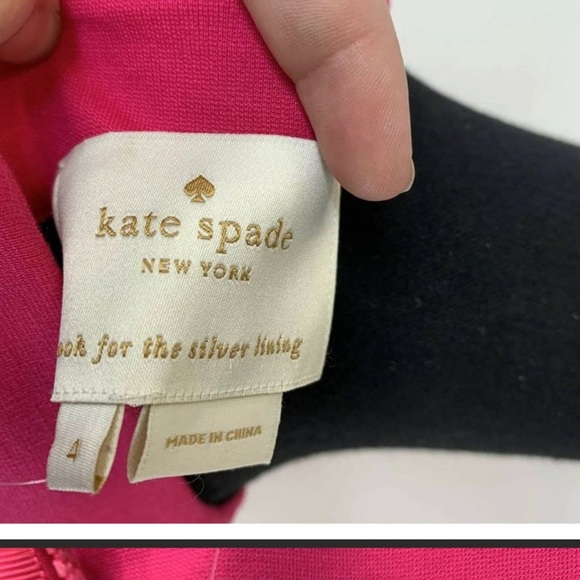 kate spade
NEW YORK
ook for the silver lining
4
MADE IN CHINA